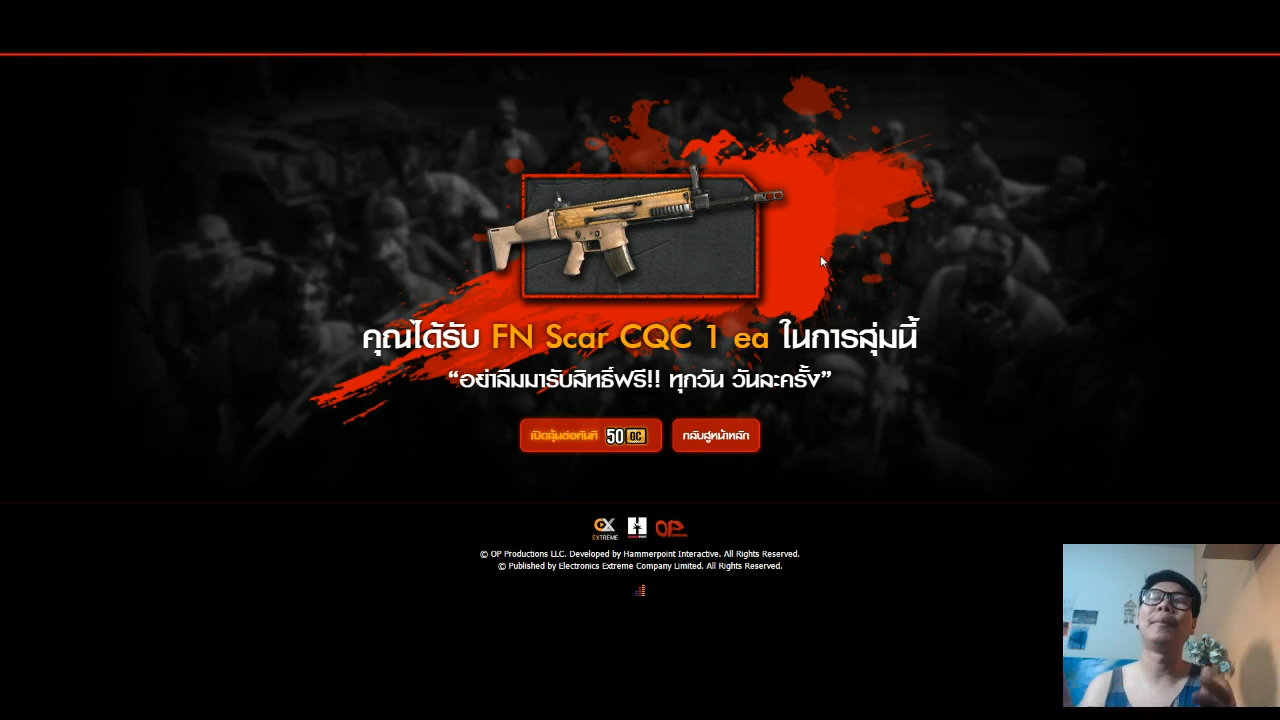 คุณได้รับ FN Scar CQC 1 ea ในการสุ่มนี้
“อย่าลืมมารับสิทธิ์ฟรี!! ทุกวัน วันละครั้ง”
เปิดลุ้นต่อทันที 50 GC กลับสู่หน้าหลัก
EXTREME H OP
© OP Productions LLC. Developed by Hammerpoint Interactive. All Rights Reserved.
© Published by Electronics Extreme Company Limited. All Rights Reserved.